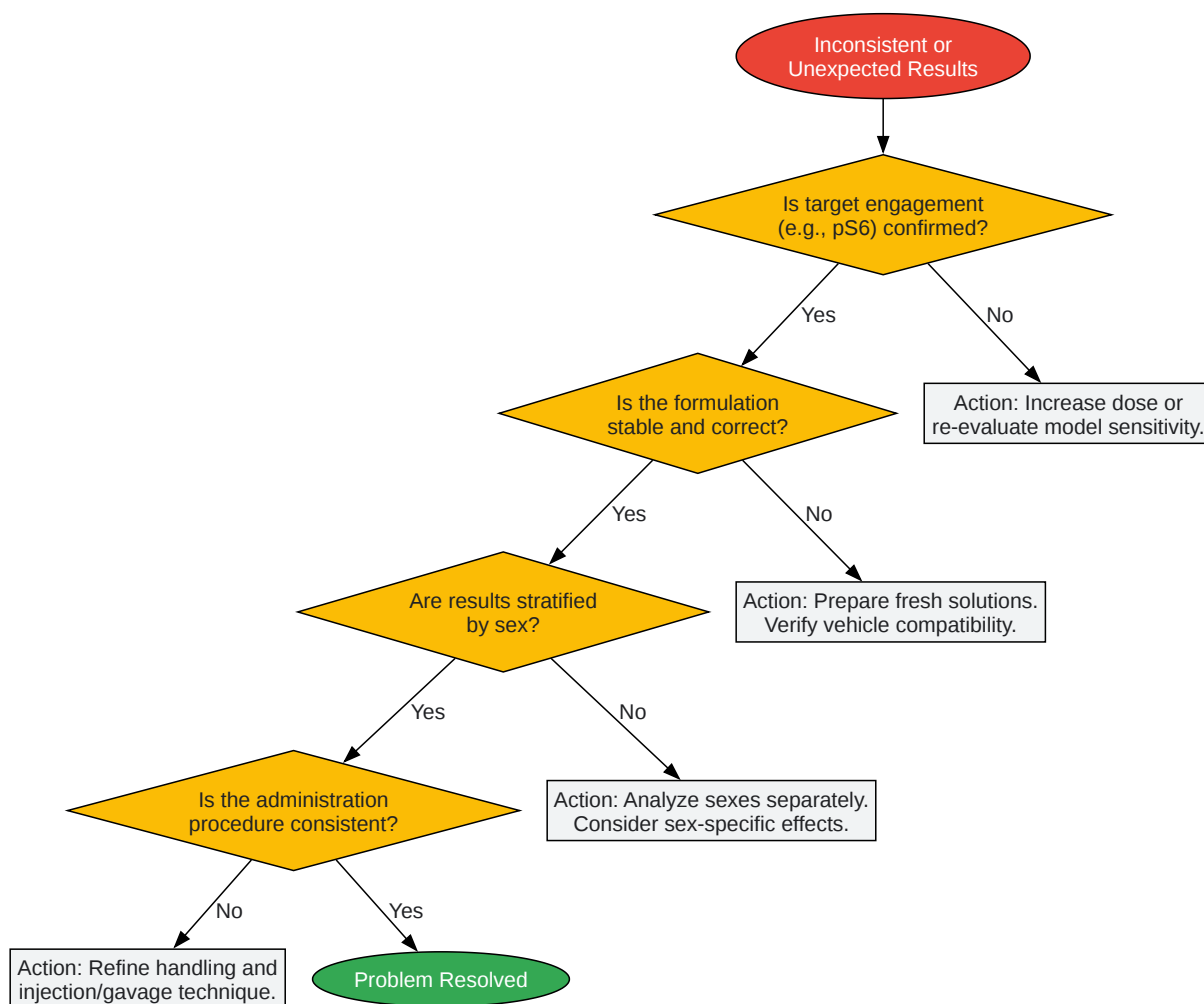 Inconsistent or
Unexpected Results
Is target engagement
(e.g., pS6) confirmed?
Yes
No
Is the formulation
stable and correct?
Action: Increase dose or
re-evaluate model sensitivity.
Yes
No
Are results stratified
by sex?
Action: Prepare fresh solutions.
Verify vehicle compatibility.
Yes
No
Is the administration
procedure consistent?
Action: Analyze sexes separately.
Consider sex-specific effects.
No
Yes
Action: Refine handling and
injection/gavage technique.
Problem Resolved